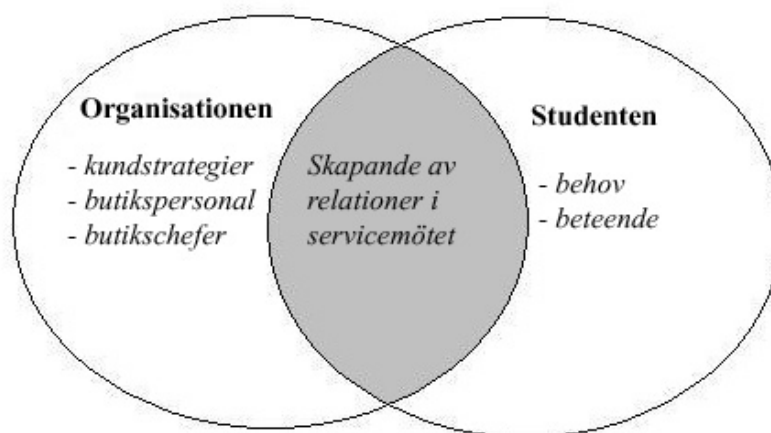 Organisationen
- kundstrategier
- butikspersonal
- butikschefer
Skapande av
relationer i
servicemötet
Studenten
- behov
- beteende